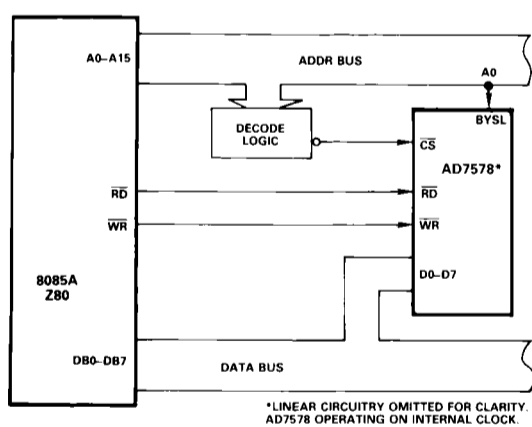 A0–A15
ADDR BUS
A0
BYSL
DECODE
LOGIC
CS
AD7578*
RD
RD
WR
WR
8085A
Z80
D0–D7
DB0–DB7
DATA BUS
*LINEAR CIRCUITRY OMITTED FOR CLARITY.
AD7578 OPERATING ON INTERNAL CLOCK.